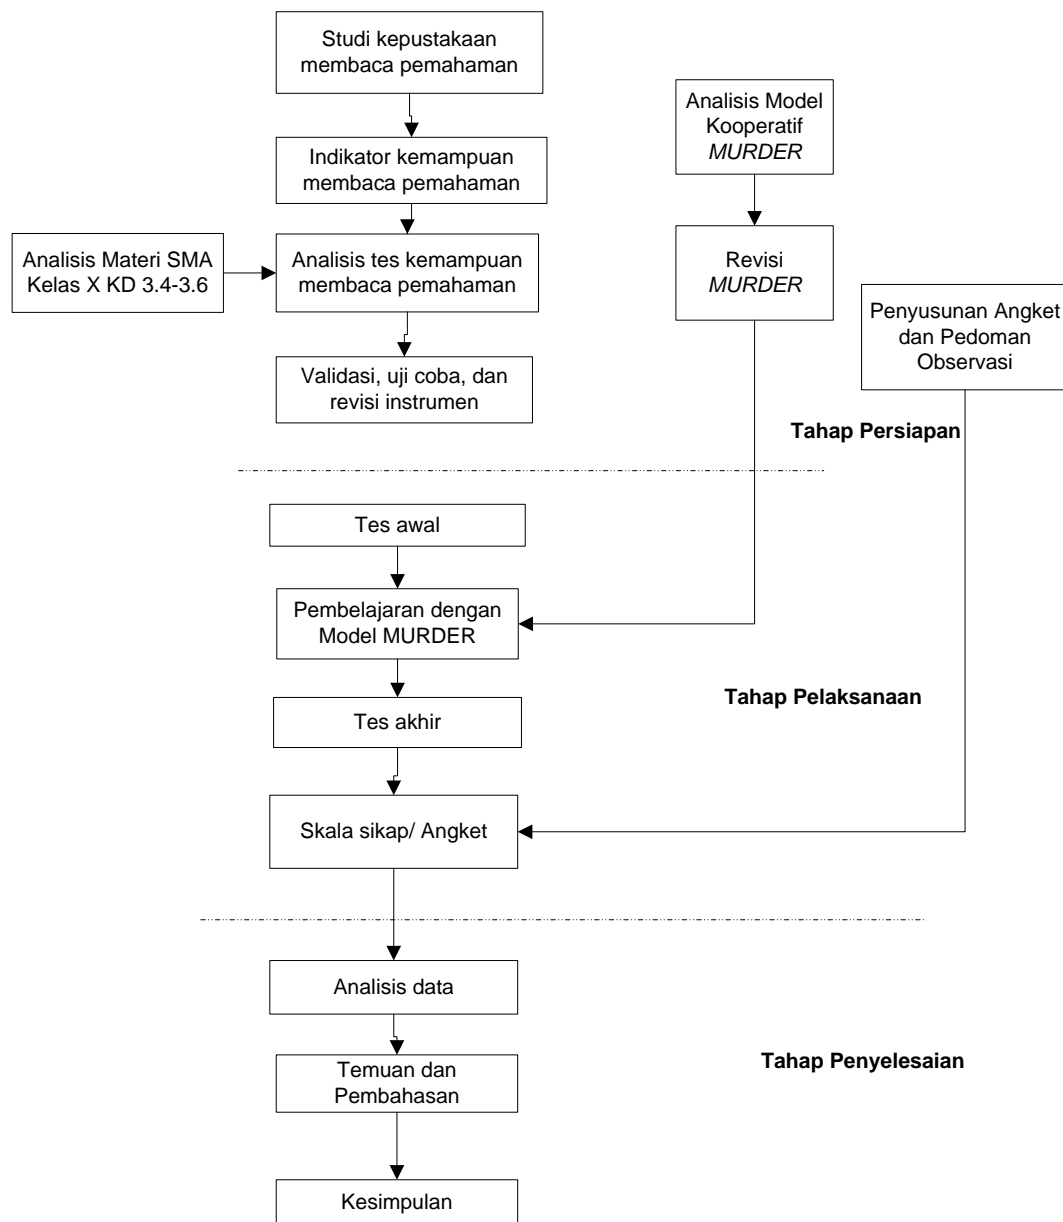 Studi kepustakaan
membaca pemahaman
Analisis Model
Kooperatif
MURDER
Indikator kemampuan
membaca pemahaman
Analisis Materi SMA
Kelas X KD 3.4-3.6
Analisis tes kemampuan
membaca pemahaman
Revisi
MURDER
Penyusunan Angket
dan Pedoman
Observasi
Validasi, uji coba, dan
revisi instrumen
Tahap Persiapan
Tes awal
Pembelajaran dengan
Model MURDER
Tahap Pelaksanaan
Tes akhir
Skala sikap/ Angket
Analisis data
Temuan dan
Pembahasan
Tahap Penyelesaian
Kesimpulan